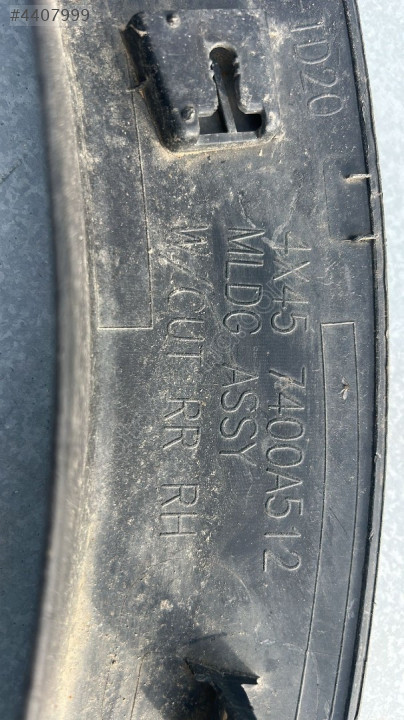 #4407999
1D20
4X45 7400A512
MLDG ASSY
W/CUT RR RH